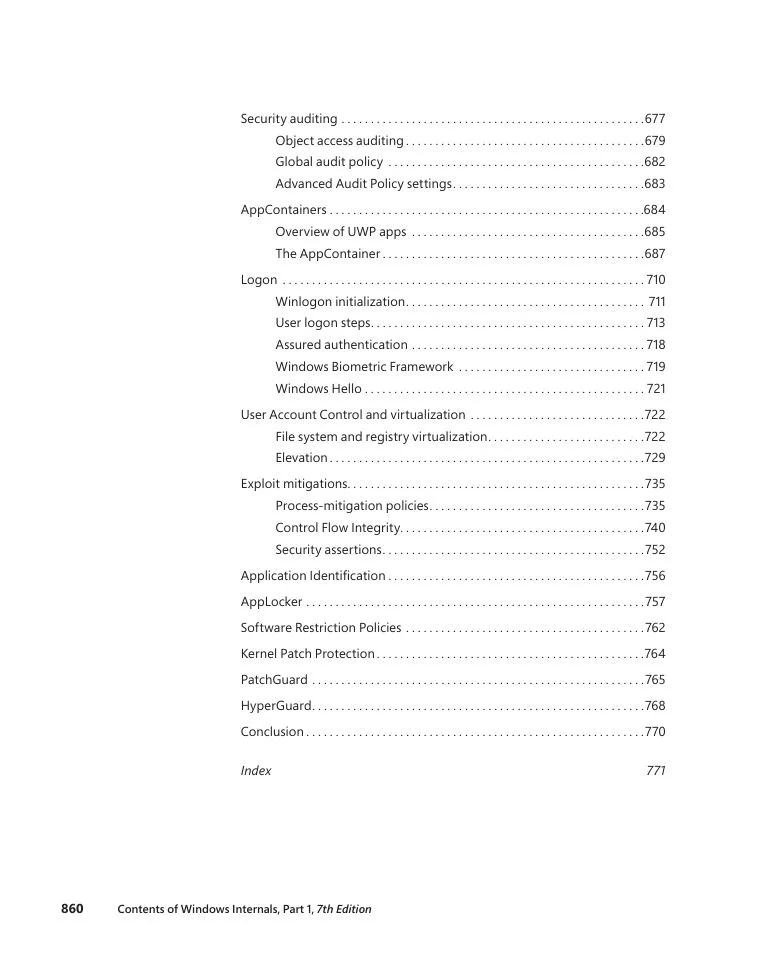 Security auditing . . . . . . . . . . . . . . . . . . . . . . . . . . . . . . . . . . . . . . . . . . . . . . . . . . . .677
Object access auditing . . . . . . . . . . . . . . . . . . . . . . . . . . . . . . . . . . . . . . . . .679
Global audit policy . . . . . . . . . . . . . . . . . . . . . . . . . . . . . . . . . . . . . . . . . . . .682
Advanced Audit Policy settings. . . . . . . . . . . . . . . . . . . . . . . . . . . . . . . . .683
AppContainers . . . . . . . . . . . . . . . . . . . . . . . . . . . . . . . . . . . . . . . . . . . . . . . . . . . . . .684
Overview of UWP apps . . . . . . . . . . . . . . . . . . . . . . . . . . . . . . . . . . . . . . . .685
The AppContainer . . . . . . . . . . . . . . . . . . . . . . . . . . . . . . . . . . . . . . . . . . . . .687
Logon . . . . . . . . . . . . . . . . . . . . . . . . . . . . . . . . . . . . . . . . . . . . . . . . . . . . . . . . . . . . . . 710
Winlogon initialization. . . . . . . . . . . . . . . . . . . . . . . . . . . . . . . . . . . . . . . . . 711
User logon steps. . . . . . . . . . . . . . . . . . . . . . . . . . . . . . . . . . . . . . . . . . . . . . . 713
Assured authentication . . . . . . . . . . . . . . . . . . . . . . . . . . . . . . . . . . . . . . . . 718
Windows Biometric Framework . . . . . . . . . . . . . . . . . . . . . . . . . . . . . . . . 719
Windows Hello . . . . . . . . . . . . . . . . . . . . . . . . . . . . . . . . . . . . . . . . . . . . . . . . 721
User Account Control and virtualization . . . . . . . . . . . . . . . . . . . . . . . . . . . . . .722
File system and registry virtualization. . . . . . . . . . . . . . . . . . . . . . . . . . .722
Elevation . . . . . . . . . . . . . . . . . . . . . . . . . . . . . . . . . . . . . . . . . . . . . . . . . . . . . .729
Exploit mitigations. . . . . . . . . . . . . . . . . . . . . . . . . . . . . . . . . . . . . . . . . . . . . . . . . . .735
Process-mitigation policies. . . . . . . . . . . . . . . . . . . . . . . . . . . . . . . . . . . . .735
Control Flow Integrity. . . . . . . . . . . . . . . . . . . . . . . . . . . . . . . . . . . . . . . . . .740
Security assertions. . . . . . . . . . . . . . . . . . . . . . . . . . . . . . . . . . . . . . . . . . . . .752
Application Identification . . . . . . . . . . . . . . . . . . . . . . . . . . . . . . . . . . . . . . . . . . . .756
AppLocker . . . . . . . . . . . . . . . . . . . . . . . . . . . . . . . . . . . . . . . . . . . . . . . . . . . . . . . . . .757
Software Restriction Policies . . . . . . . . . . . . . . . . . . . . . . . . . . . . . . . . . . . . . . . . .762
Kernel Patch Protection . . . . . . . . . . . . . . . . . . . . . . . . . . . . . . . . . . . . . . . . . . . . . .764
PatchGuard . . . . . . . . . . . . . . . . . . . . . . . . . . . . . . . . . . . . . . . . . . . . . . . . . . . . . . . . .765
HyperGuard. . . . . . . . . . . . . . . . . . . . . . . . . . . . . . . . . . . . . . . . . . . . . . . . . . . . . . . . .768
Conclusion . . . . . . . . . . . . . . . . . . . . . . . . . . . . . . . . . . . . . . . . . . . . . . . . . . . . . . . . . .770
Index 771
860 Contents of Windows Internals, Part 1, 7th Edition